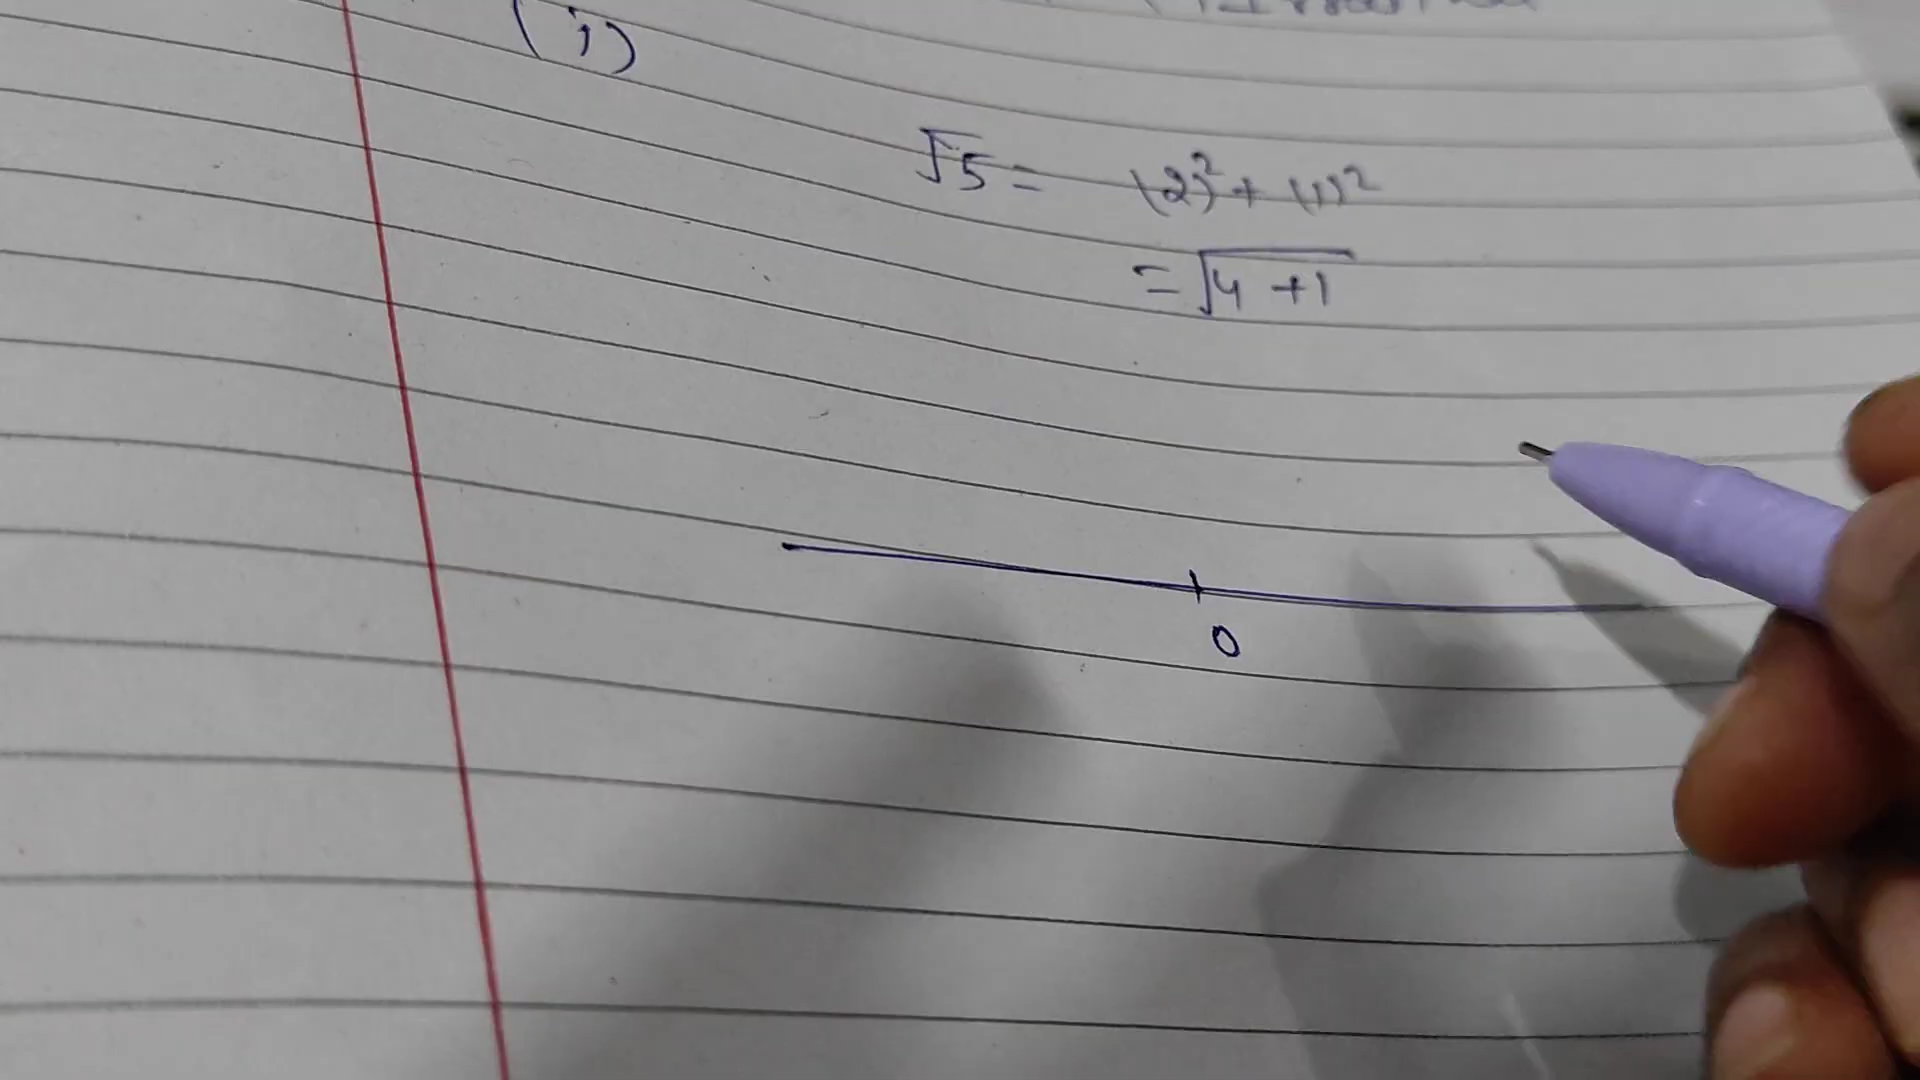 (i)
√5 = (2)² + (1)²
= √4 + 1
0